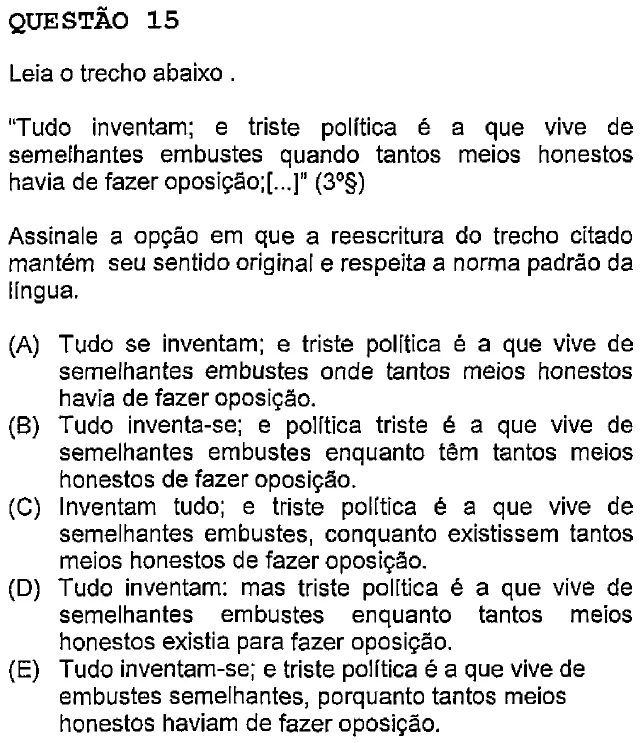 QUESTÃO 15
Leia o trecho abaixo .
"Tudo inventam; e triste política é a que vive de
semelhantes embustes quando tantos meios honestos
havia de fazer oposição;[...]" (3º§)
Assinale a opção em que a reescritura do trecho citado
mantém seu sentido original e respeita a norma padrão da
língua.
(A) Tudo se inventam; e triste política é a que vive de
semelhantes embustes onde tantos meios honestos
havia de fazer oposição.
(B) Tudo inventa-se; e política triste é a que vive de
semelhantes embustes enquanto têm tantos meios
honestos de fazer oposição.
(C) Inventam tudo; e triste política é a que vive de
semelhantes embustes, conquanto existissem tantos
meios honestos de fazer oposição.
(D) Tudo inventam: mas triste política é a que vive de
semelhantes embustes enquanto tantos meios
honestos existia para fazer oposição.
(E) Tudo inventam-se; e triste política é a que vive de
embustes semelhantes, porquanto tantos meios
honestos haviam de fazer oposição.